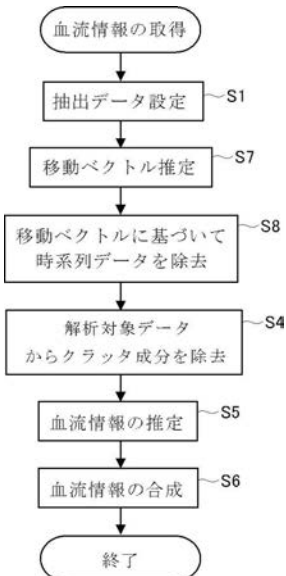 血流情報の取得
抽出データ設定
S1
移動ベクトル推定
S7
移動ベクトルに基づいて
時系列データを除去
S8
解析対象データ
からクラッタ成分を除去
S4
血流情報の推定
S5
血流情報の合成
S6
終了